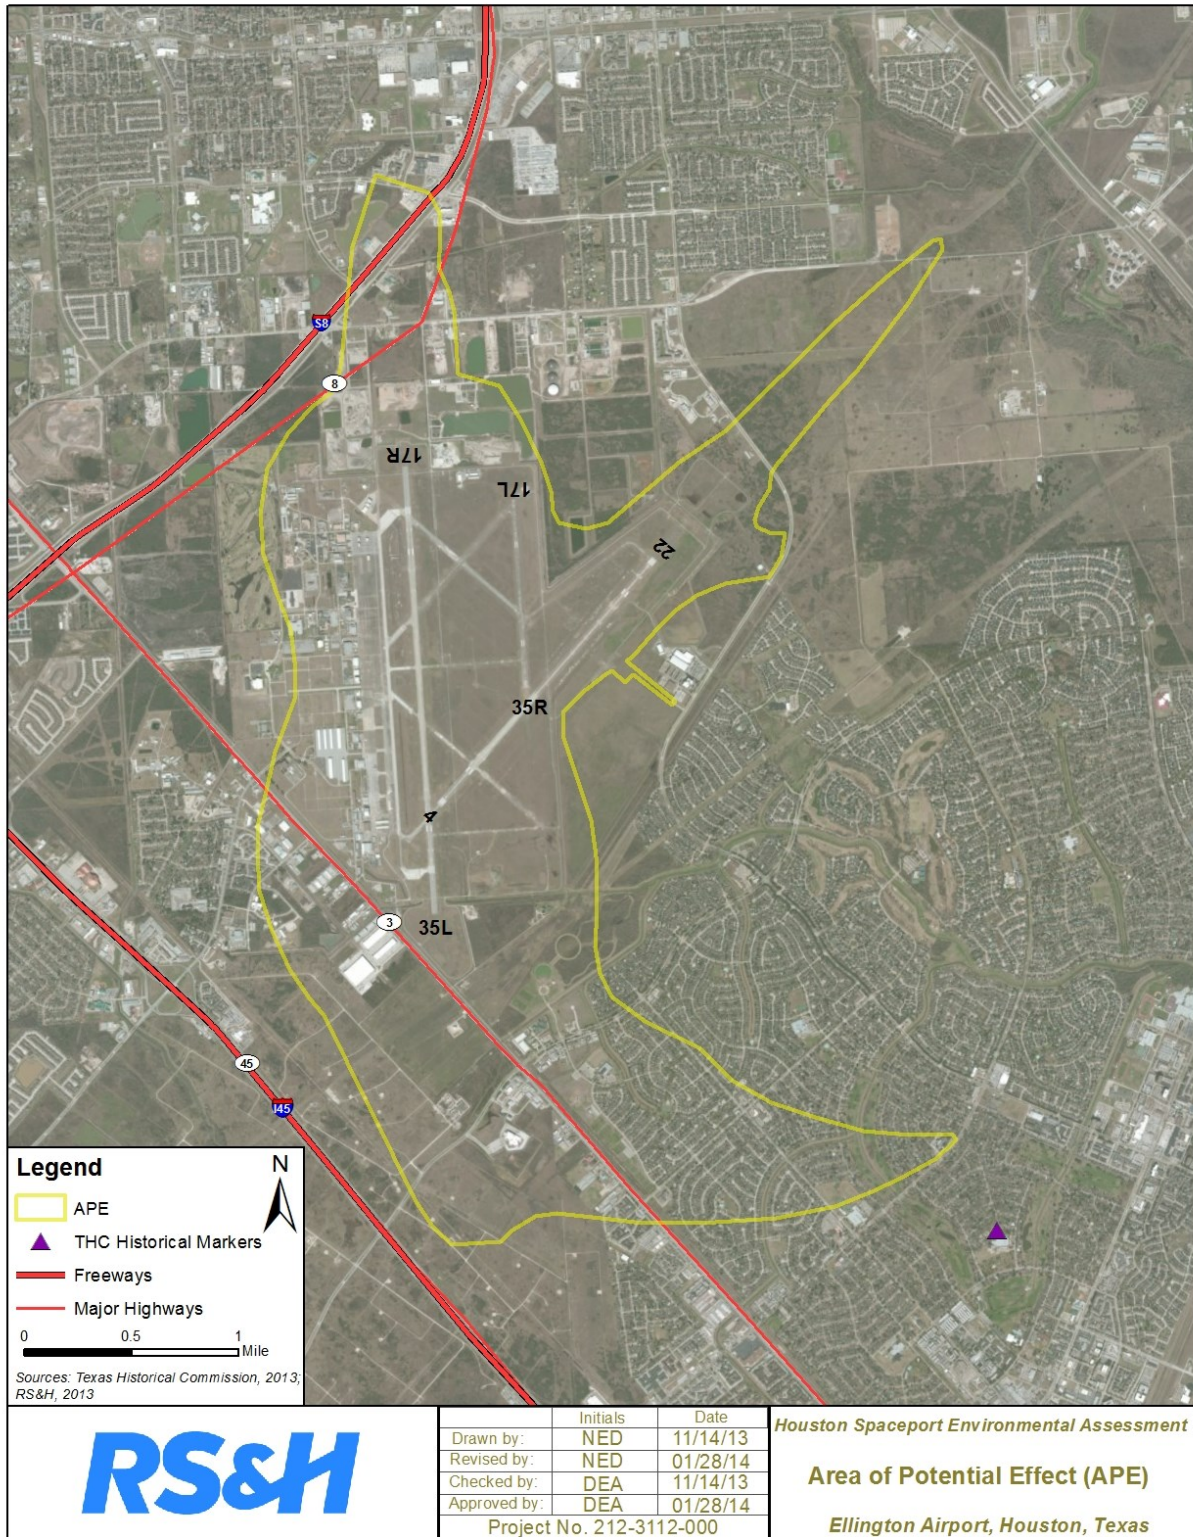 S8
8
17R
17L
22
35R
4
3
35L
45
I45
Legend
N
APE
THC Historical Markers
Freeways
Major Highways
0 0.5 1
Mile
Sources: Texas Historical Commission, 2013;
RS&H, 2013
RS&H
Initials Date
Drawn by: NED 11/14/13
Revised by: NED 01/28/14
Checked by: DEA 11/14/13
Approved by: DEA 01/28/14
Project No. 212-3112-000
Houston Spaceport Environmental Assessment
Area of Potential Effect (APE)
Ellington Airport, Houston, Texas